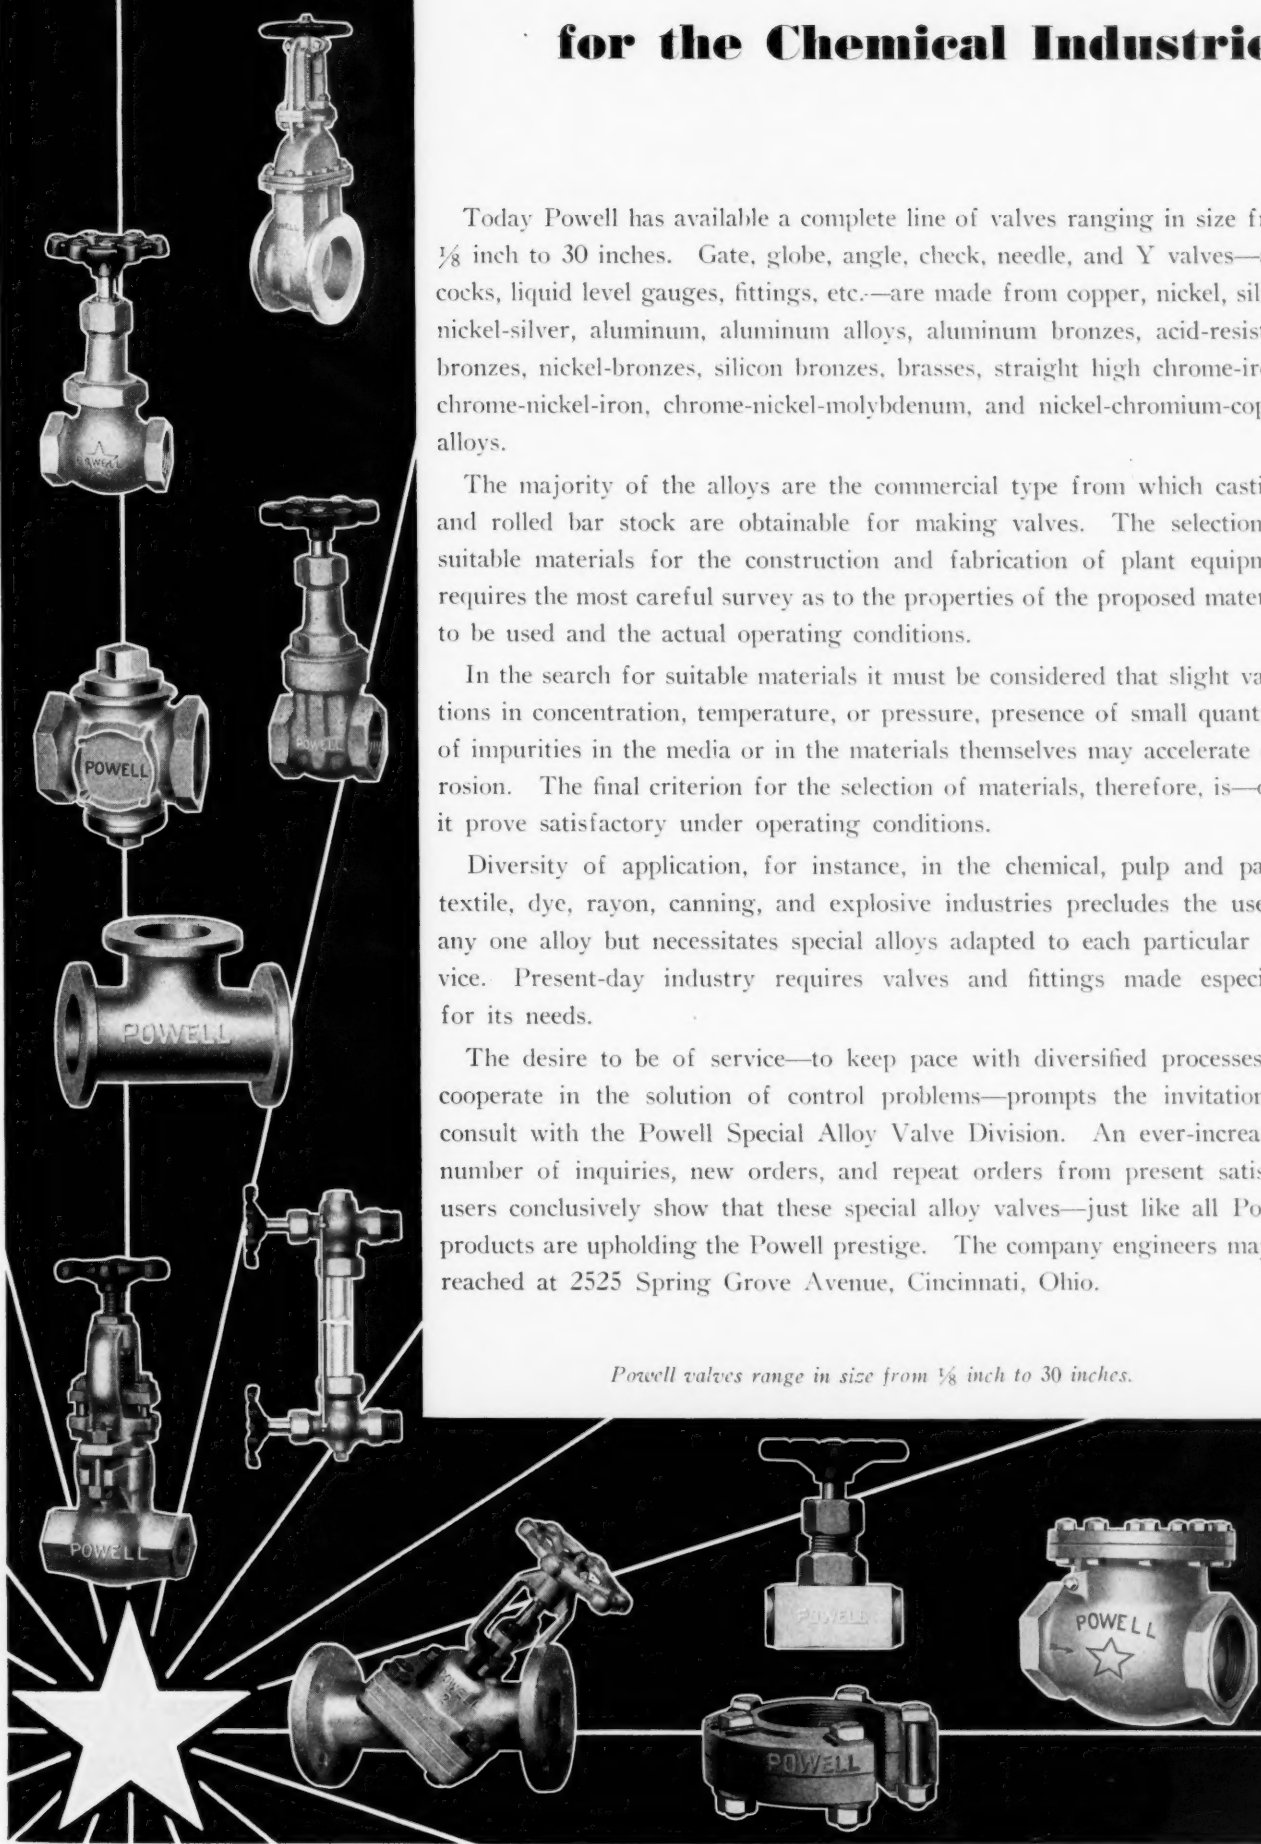 for the Chemical Industrie
Today Powell has available a complete line of valves ranging in size f
⅛ inch to 30 inches. Gate, globe, angle, check, needle, and Y valves—
cocks, liquid level gauges, fittings, etc.—are made from copper, nickel, sil
nickel-silver, aluminum, aluminum alloys, aluminum bronzes, acid-resis
bronzes, nickel-bronzes, silicon bronzes, brasses, straight high chrome-ir
chrome-nickel-iron, chrome-nickel-molybdenum, and nickel-chromium-cop
alloys.
The majority of the alloys are the commercial type from which casti
and rolled bar stock are obtainable for making valves. The selection
suitable materials for the construction and fabrication of plant equipm
requires the most careful survey as to the properties of the proposed mater
to be used and the actual operating conditions.
In the search for suitable materials it must be considered that slight va
tions in concentration, temperature, or pressure, presence of small quant
of impurities in the media or in the materials themselves may accelerate
rosion. The final criterion for the selection of materials, therefore, is—
it prove satisfactory under operating conditions.
Diversity of application, for instance, in the chemical, pulp and pa
textile, dye, rayon, canning, and explosive industries precludes the use
any one alloy but necessitates special alloys adapted to each particular
vice. Present-day industry requires valves and fittings made especi
for its needs.
The desire to be of service—to keep pace with diversified processes
cooperate in the solution of control problems—prompts the invitation
consult with the Powell Special Alloy Valve Division. An ever-increa
number of inquiries, new orders, and repeat orders from present satis
users conclusively show that these special alloy valves—just like all Po
products are upholding the Powell prestige. The company engineers ma
reached at 2525 Spring Grove Avenue, Cincinnati, Ohio.
Powell valves range in size from ⅛ inch to 30 inches.
POWELL
POWELL
POWELL
POWELL
POWELL
POWELL
POWELL
POWELL
POWELL